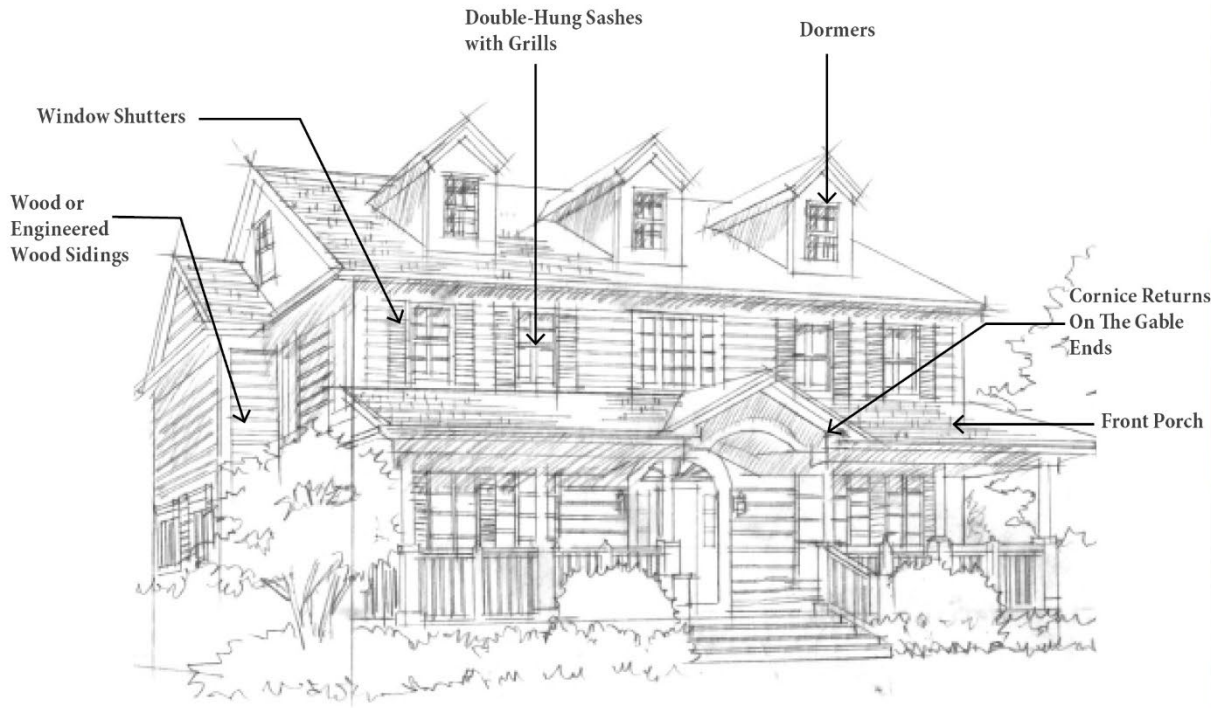 Double-Hung Sashes
with Grills
Dormers
Window Shutters
Wood or
Engineered
Wood Sidings
Cornice Returns
On The Gable
Ends
Front Porch